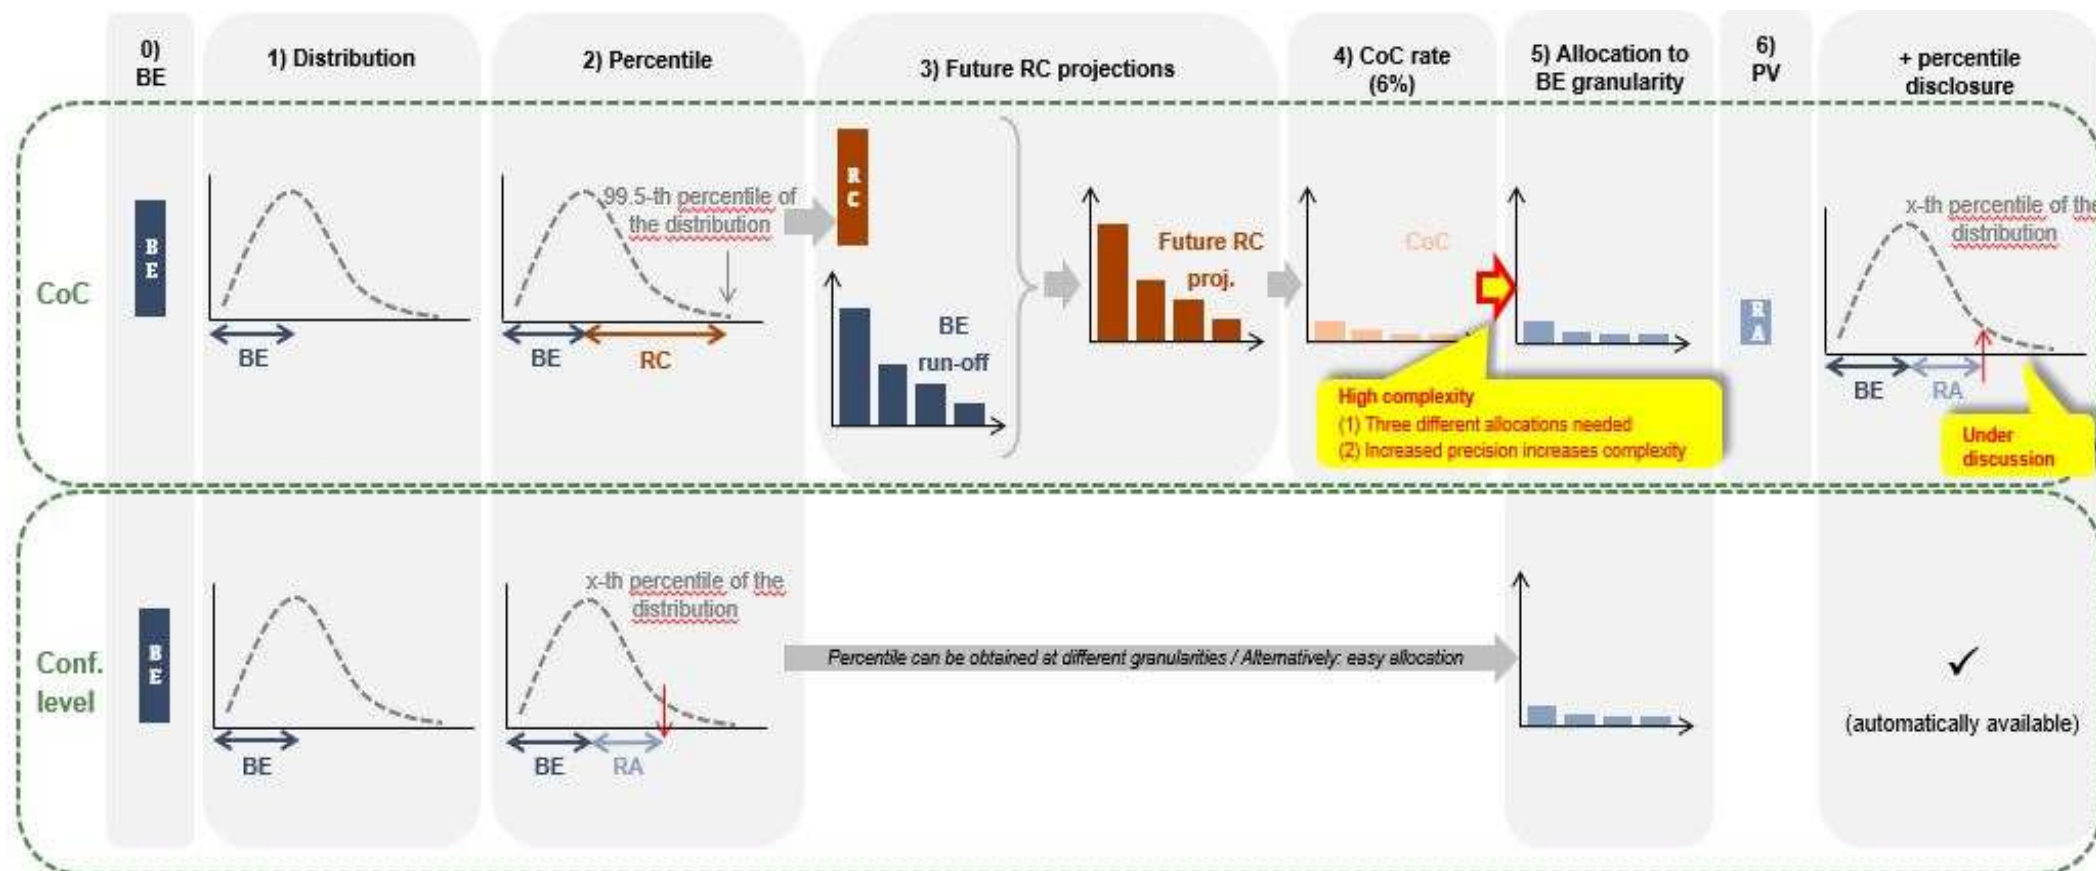 0)
BE
1) Distribution
2) Percentile
3) Future RC projections
4) CoC rate
(6%)
5) Allocation to
BE granularity
6)
PV
+ percentile
disclosure
CoC
BE
BE
99.5-th percentile of
the distribution
BE
RC
RC
BE
run-off
Future RC
proj.
CoC
High complexity
(1) Three different allocations needed
(2) Increased precision increases complexity
RA
x-th percentile of the
distribution
BE
RA
Under
discussion
Conf.
level
BE
BE
x-th percentile of the
distribution
BE
RA
Percentile can be obtained at different granularities / Alternatively: easy allocation
✓
(automatically available)